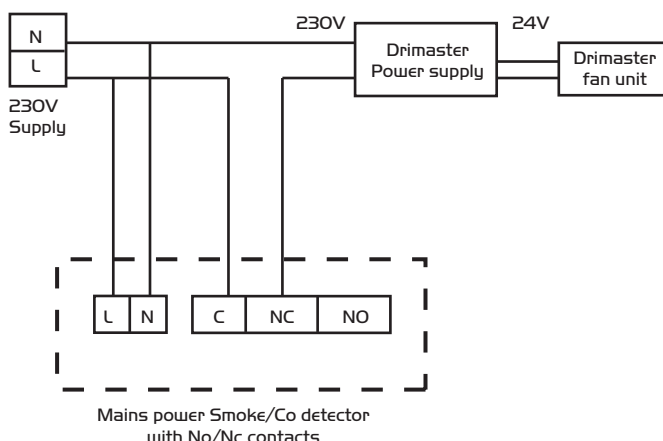 N
L
230V
Supply
230V
24V
Drimaster
Power supply
Drimaster
fan unit
L N C NC NO
Mains power Smoke/Co detector
with No/Nc contacts